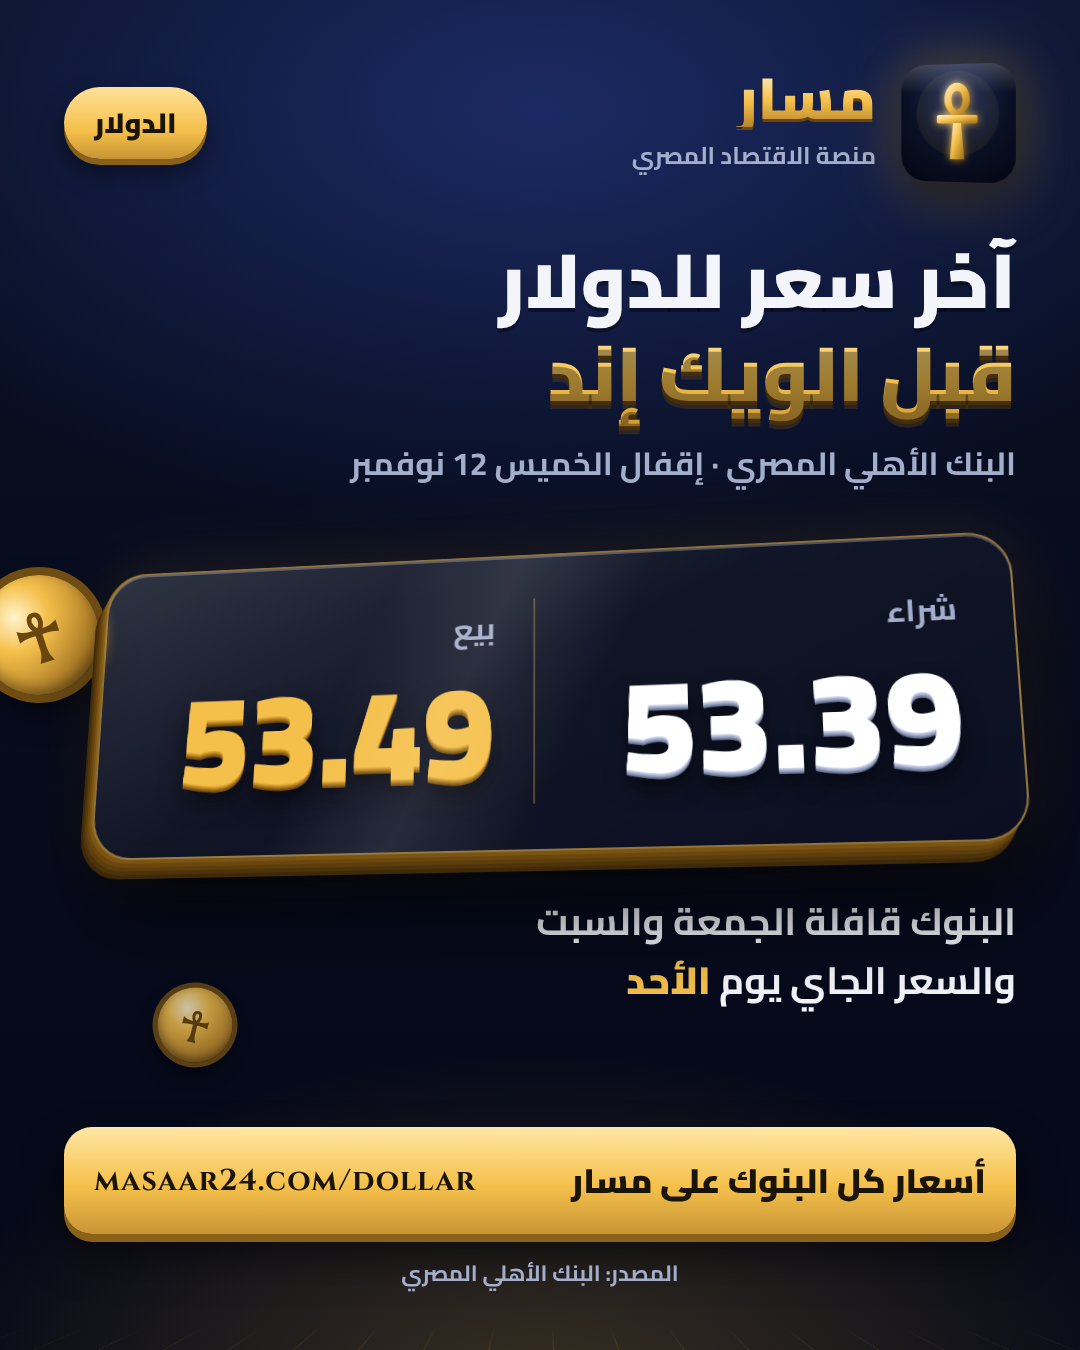 مسار
منصة الاقتصاد المصري
الدولار
آخر سعر للدولار
قبل الويك إند
البنك الأهلي المصري · إقفال الخميس 12 نوفمبر
شراء
53.39
بيع
53.49
البنوك قافلة الجمعة والسبت
والسعر الجاي يوم الأحد
أسعار كل البنوك على مسار
MASAAR24.COM/DOLLAR
المصدر: البنك الأهلي المصري